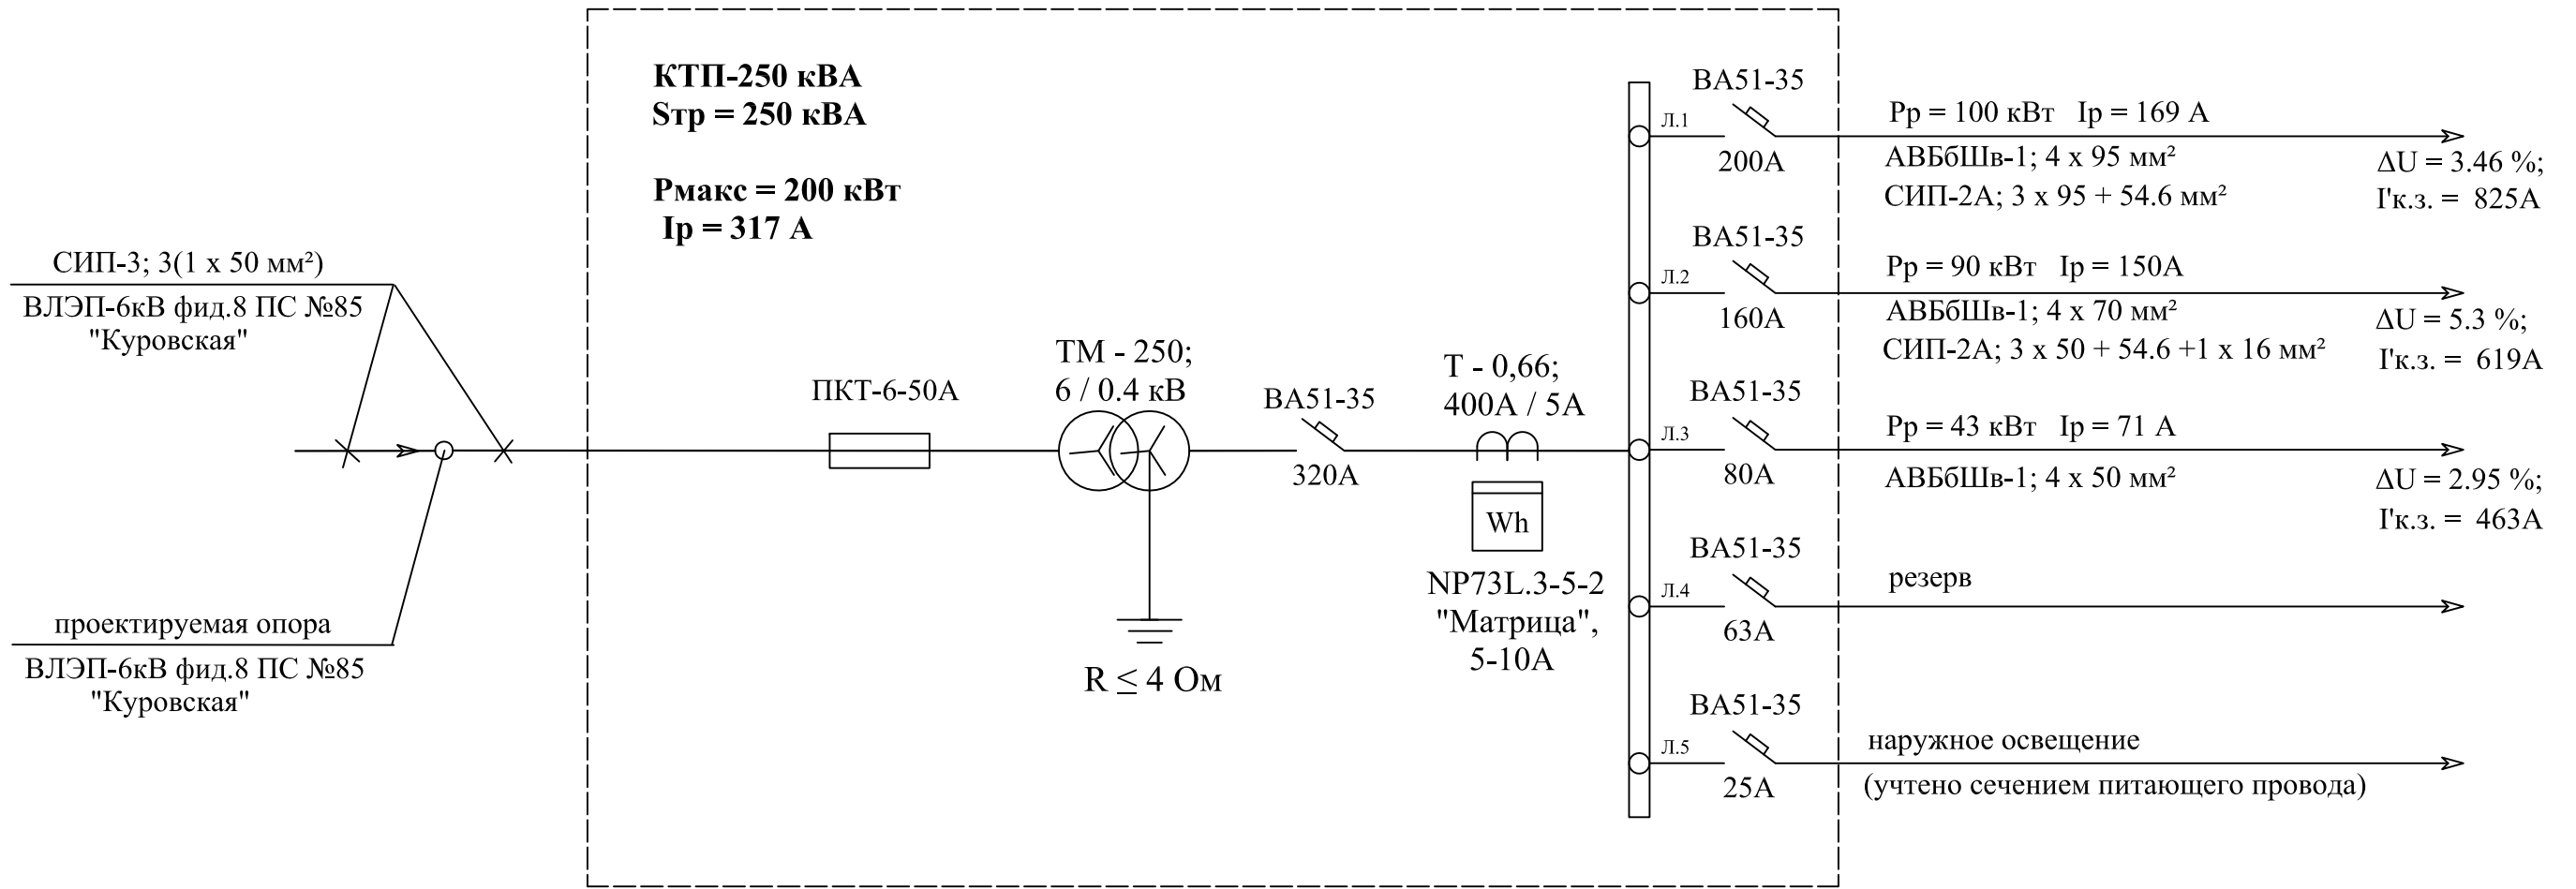 КТП-250 кВА
Sтр = 250 кВА
Рмакс = 200 кВт
Iр = 317 А
СИП-3; 3(1 х 50 мм²)
ВЛЭП-6кВ фид.8 ПС №85
"Куровская"
проектируемая опора
ВЛЭП-6кВ фид.8 ПС №85
"Куровская"
ПКТ-6-50А
ТМ - 250;
6 / 0.4 кВ
R ≤ 4 Ом
ВА51-35
320А
Т - 0,66;
400А / 5А
Wh
NP73L.3-5-2
"Матрица",
5-10А
Л.1
ВА51-35
200А
Рр = 100 кВт Iр = 169 А
АВБбШв-1; 4 х 95 мм²
СИП-2А; 3 х 95 + 54.6 мм²
ΔU = 3.46 %;
I'к.з. = 825А
Л.2
ВА51-35
160А
Рр = 90 кВт Iр = 150А
АВБбШв-1; 4 х 70 мм²
СИП-2А; 3 х 50 + 54.6 +1 х 16 мм²
ΔU = 5.3 %;
I'к.з. = 619А
Л.3
ВА51-35
80А
Рр = 43 кВт Iр = 71 А
АВБбШв-1; 4 х 50 мм²
ΔU = 2.95 %;
I'к.з. = 463А
Л.4
ВА51-35
63А
резерв
Л.5
ВА51-35
25А
наружное освещение
(учтено сечением питающего провода)